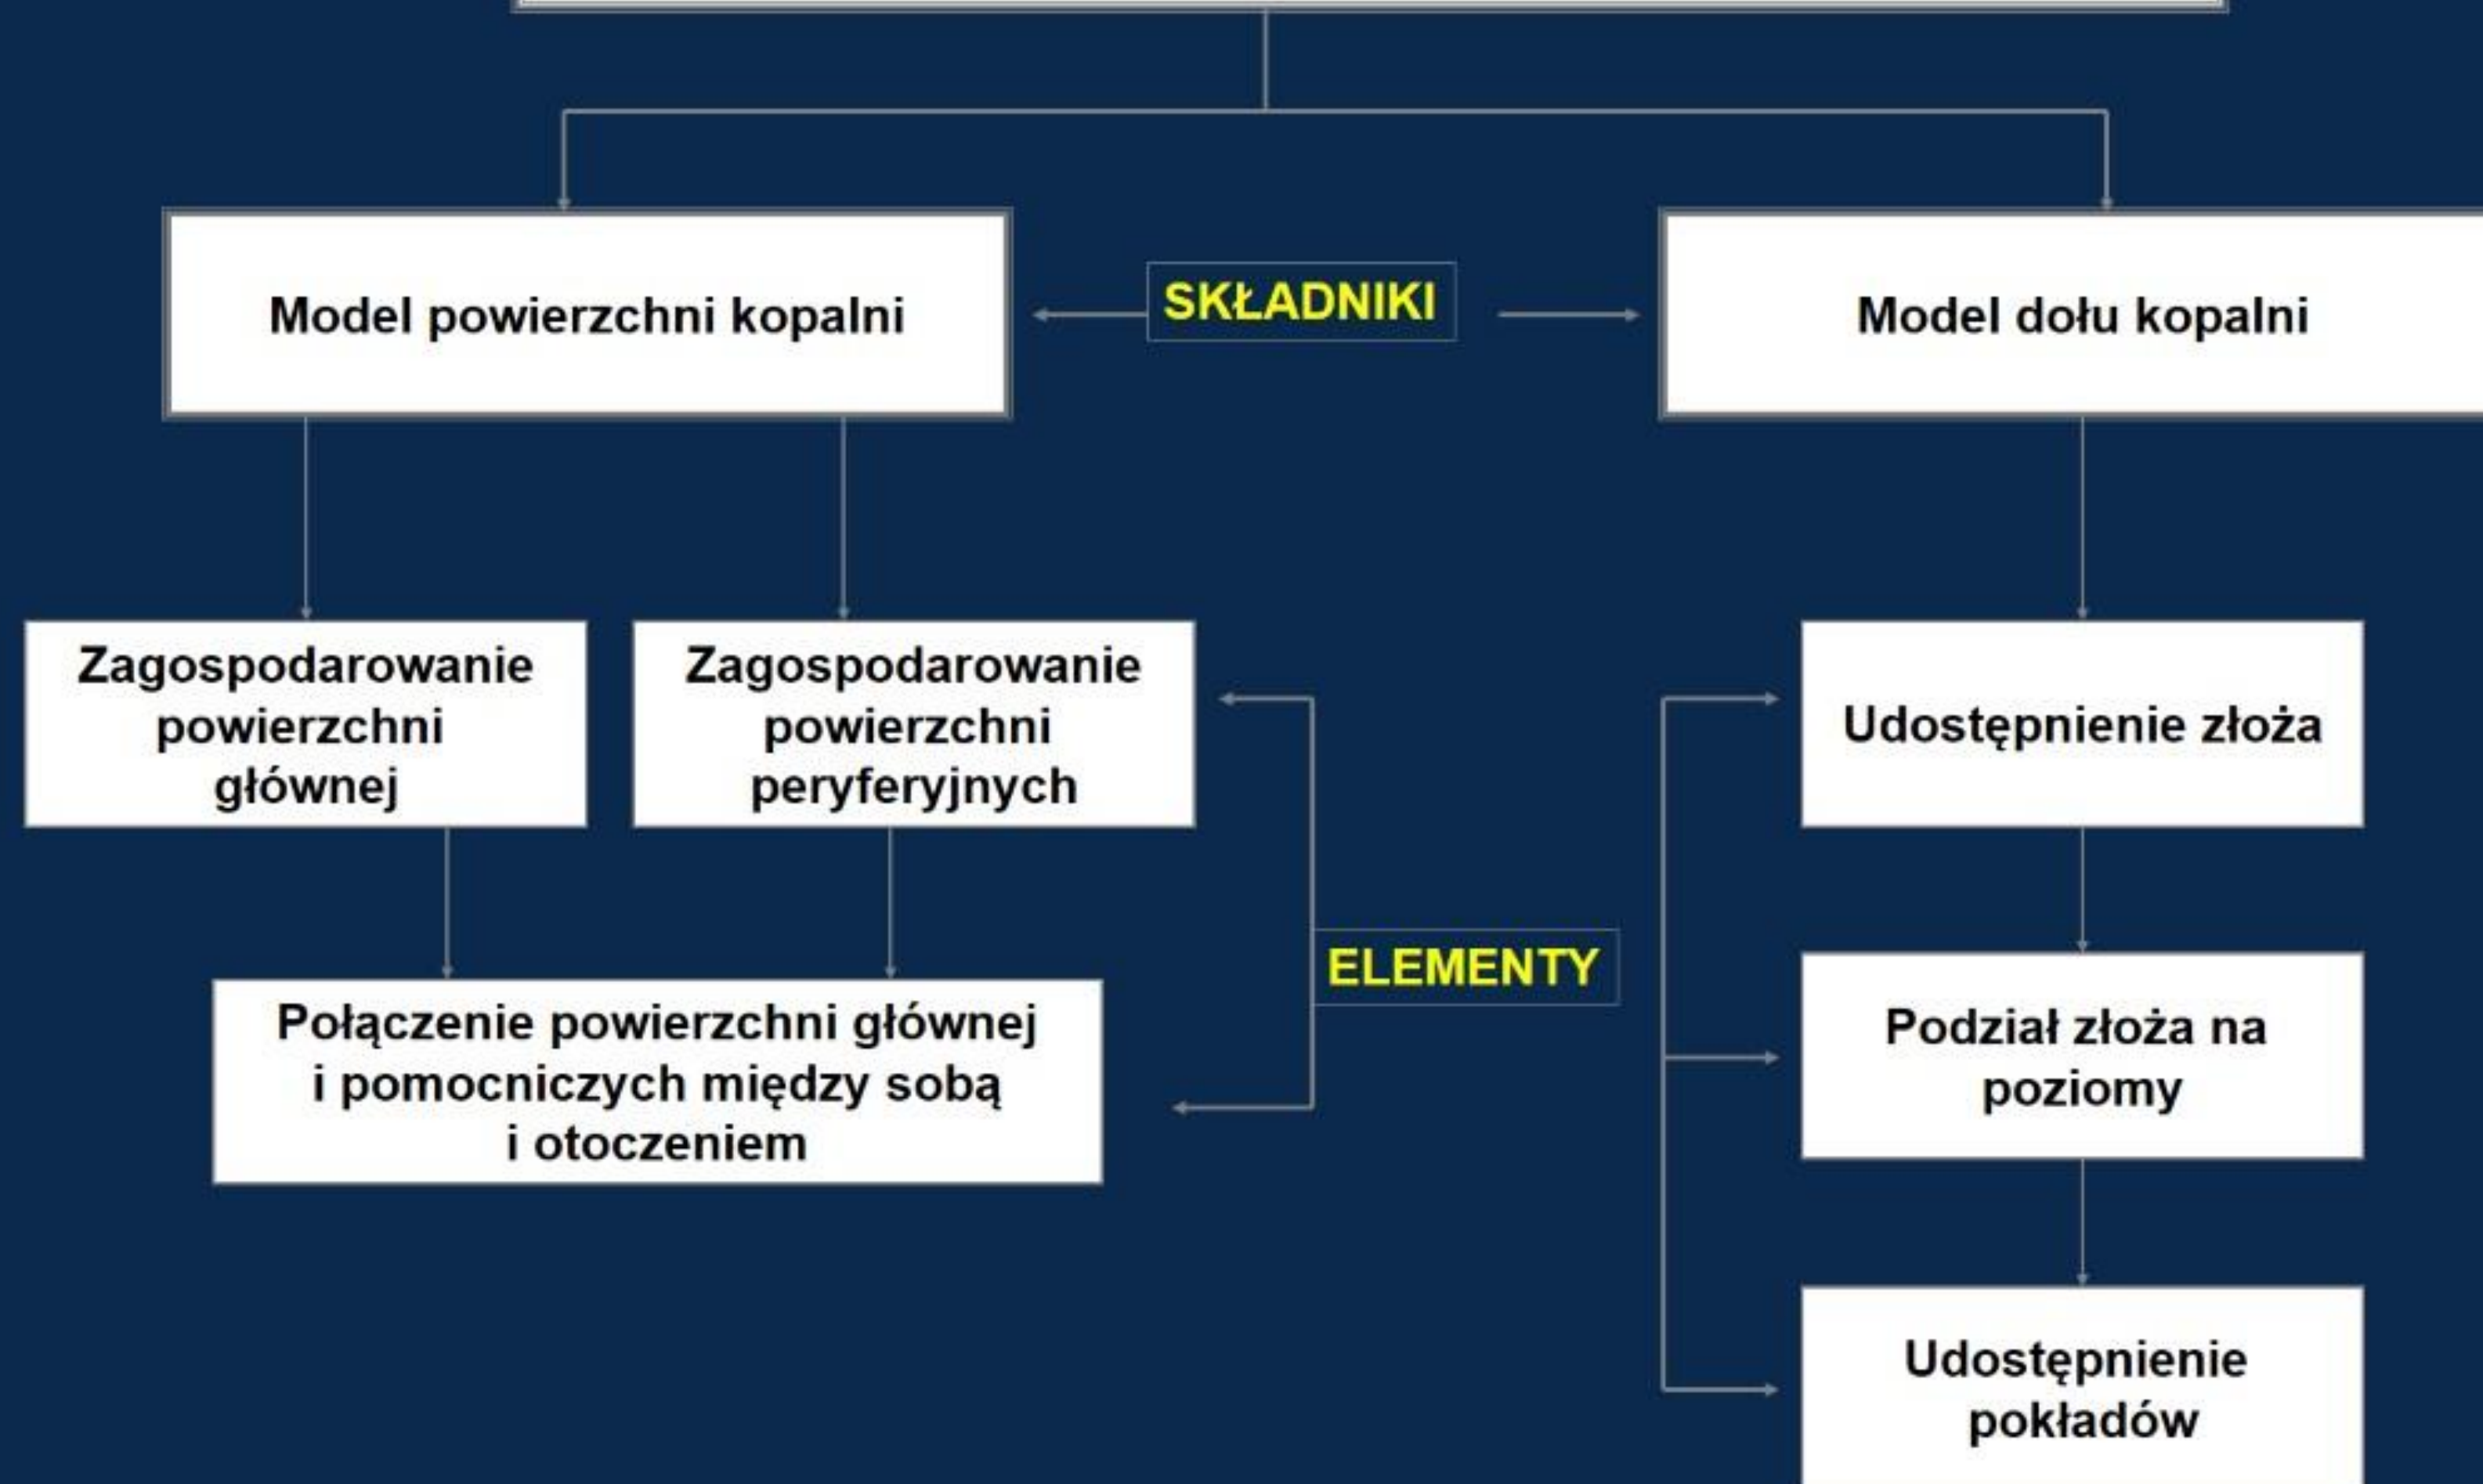 Model powierzchni kopalni
SKŁADNIKI
Model dołu kopalni
Zagospodarowanie
powierzchni
głównej
Zagospodarowanie
powierzchni
peryferyjnych
Udostępnienie złoża
ELEMENTY
Połączenie powierzchni głównej
i pomocniczych między sobą
i otoczeniem
Podział złoża na
poziomy
Udostępnienie
pokładów